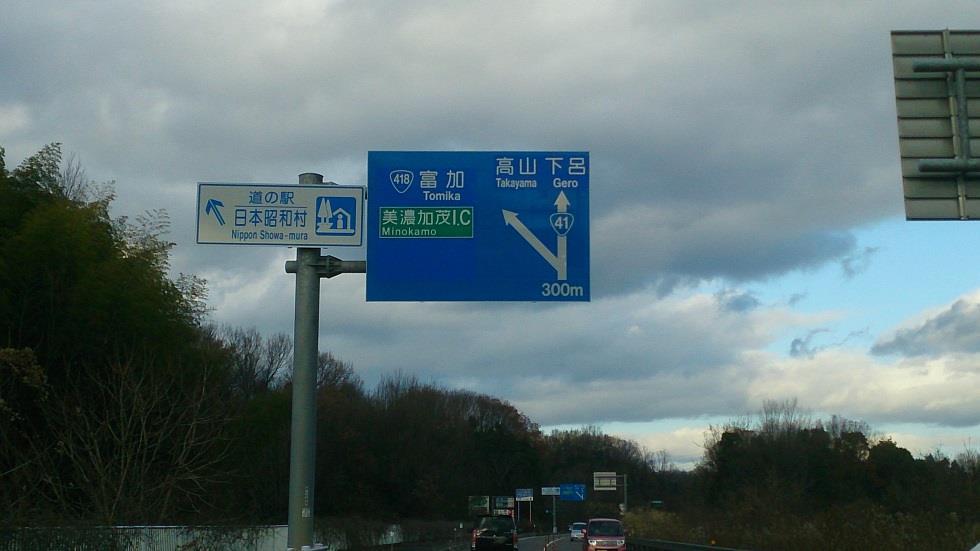 道の駅
日本昭和村
Nippon Showa-mura
418 富加
Tomika
美濃加茂I.C
Minokamo
高山 下呂
Takayama Gero
41
300m